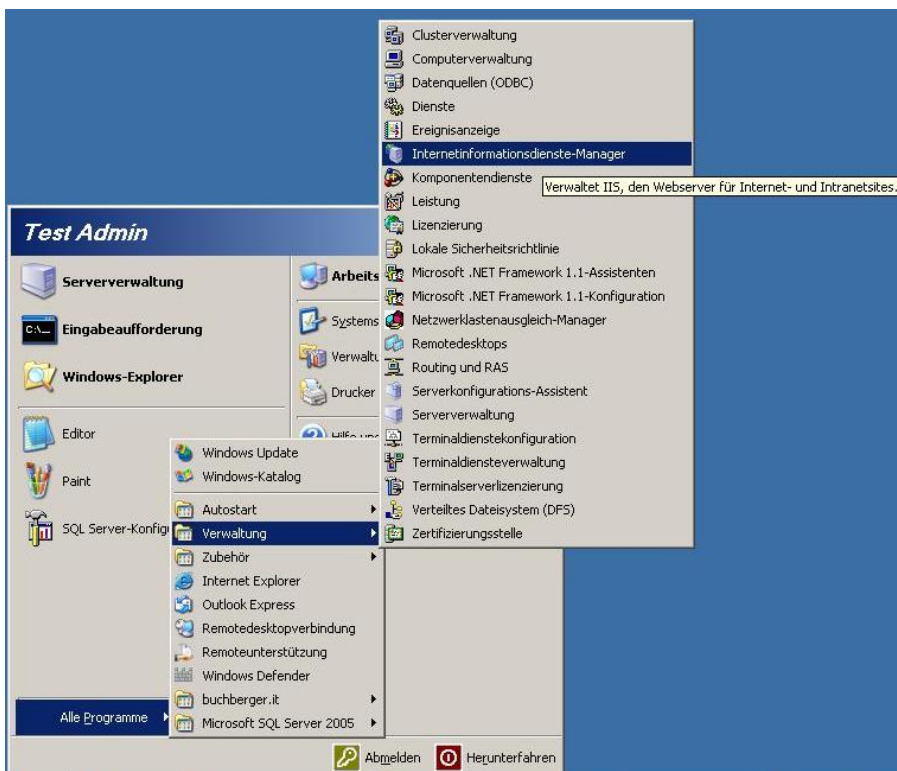 Test Admin
Serververwaltung
Eingabeaufforderung
Windows-Explorer
Editor
Paint
SQL Server-Konfigu
Alle Programme
Arbeits
Systems
Verwaltu
Drucker
Hilfe und
Windows Update
Windows-Katalog
Autostart
Verwaltung
Zubehör
Internet Explorer
Outlook Express
Remotedesktopverbindung
Remoteunterstützung
Windows Defender
buchberger.it
Microsoft SQL Server 2005
Clusterverwaltung
Computerverwaltung
Datenquellen (ODBC)
Dienste
Ereignisanzeige
Internetinformationsdienste-Manager
Komponentendienste
Verwaltet IIS, den Webserver für Internet- und Intranetsites.
Leistung
Lizenzierung
Lokale Sicherheitsrichtlinie
Microsoft .NET Framework 1.1-Assistenten
Microsoft .NET Framework 1.1-Konfiguration
Netzwerklastenausgleich-Manager
Remotedesktops
Routing und RAS
Serverkonfigurations-Assistent
Serververwaltung
Terminaldienstekonfiguration
Terminaldiensteverwaltung
Terminalserverlizenzierung
Verteiltes Dateisystem (DFS)
Zertifizierungsstelle
Abmelden
Herunterfahren